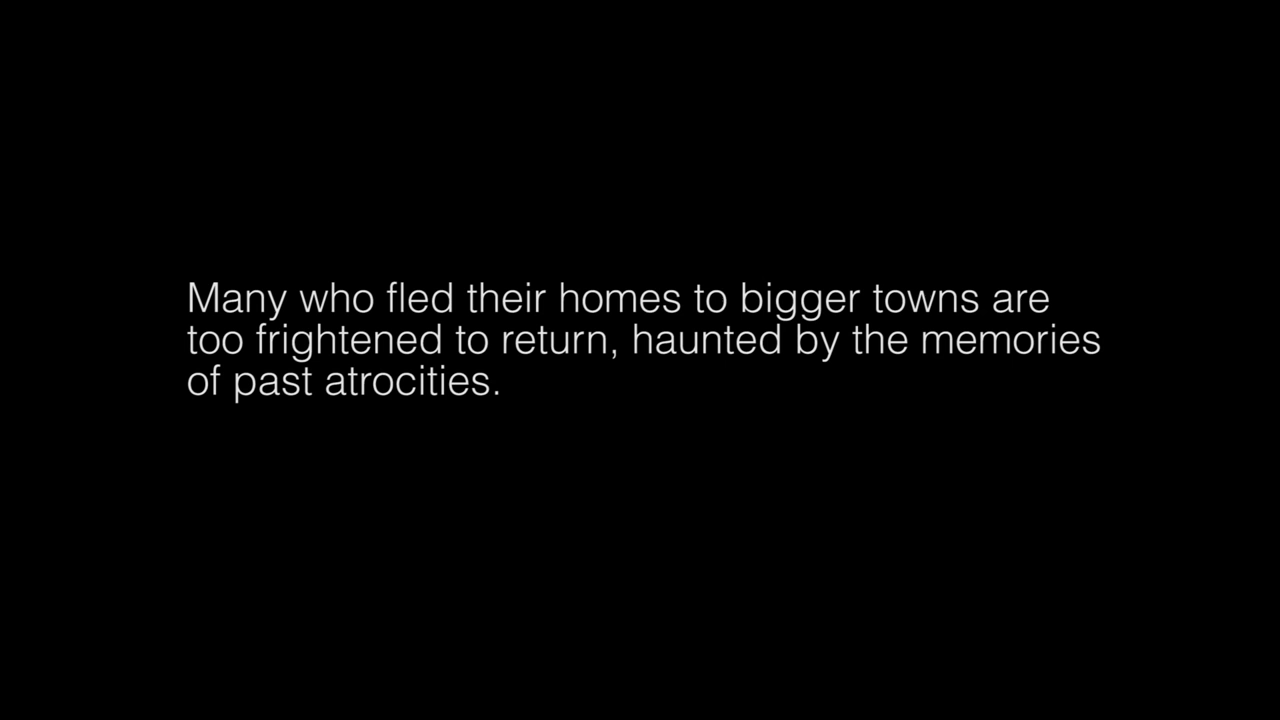 Many who fled their homes to bigger towns are
too frightened to return, haunted by the memories
of past atrocities.